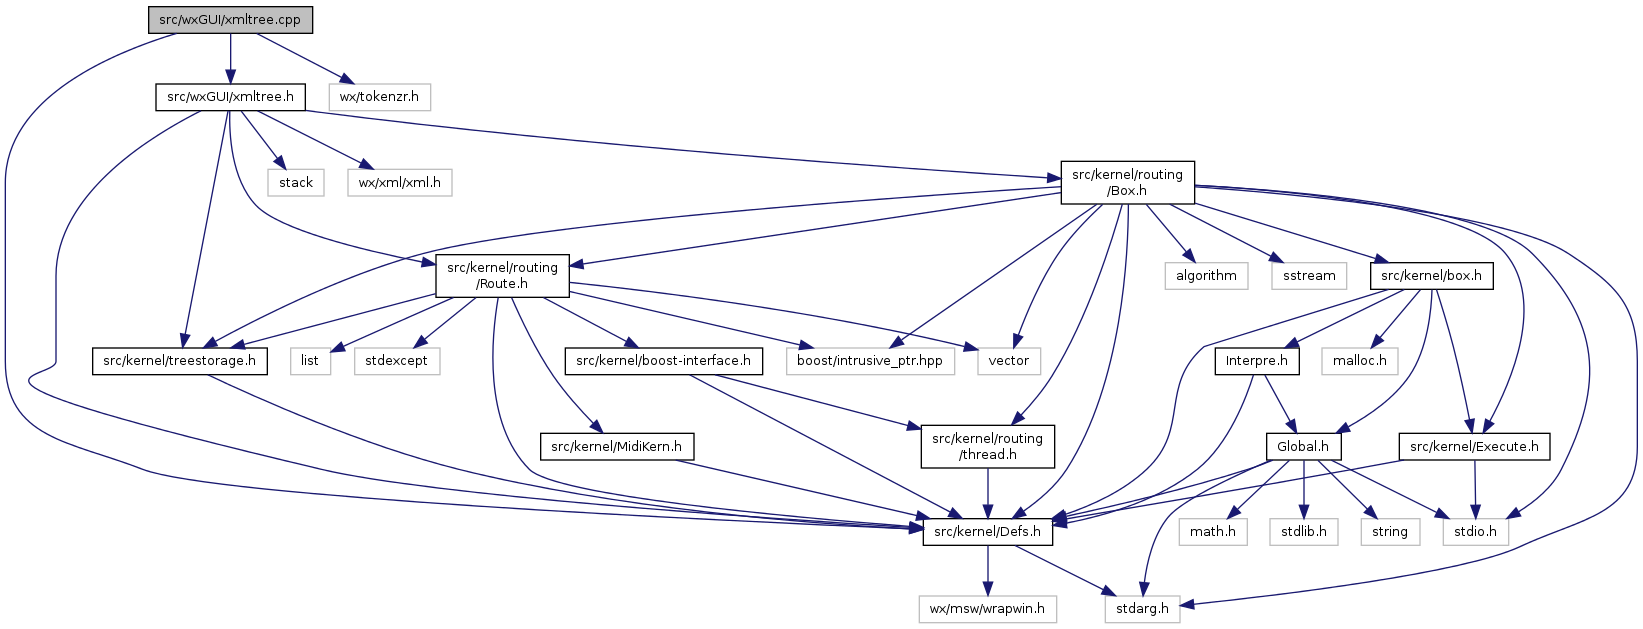 src/wxGUI/xmltree.cpp
src/wxGUI/xmltree.h
wx/tokenzr.h
stack
wx/xml/xml.h
src/kernel/routing
/Box.h
src/kernel/routing
/Route.h
algorithm
sstream
src/kernel/box.h
src/kernel/treestorage.h
list
stdexcept
src/kernel/boost-interface.h
boost/intrusive_ptr.hpp
vector
Interpre.h
malloc.h
src/kernel/MidiKern.h
src/kernel/routing
/thread.h
Global.h
src/kernel/Execute.h
src/kernel/Defs.h
math.h
stdlib.h
string
stdio.h
wx/msw/wrapwin.h
stdarg.h